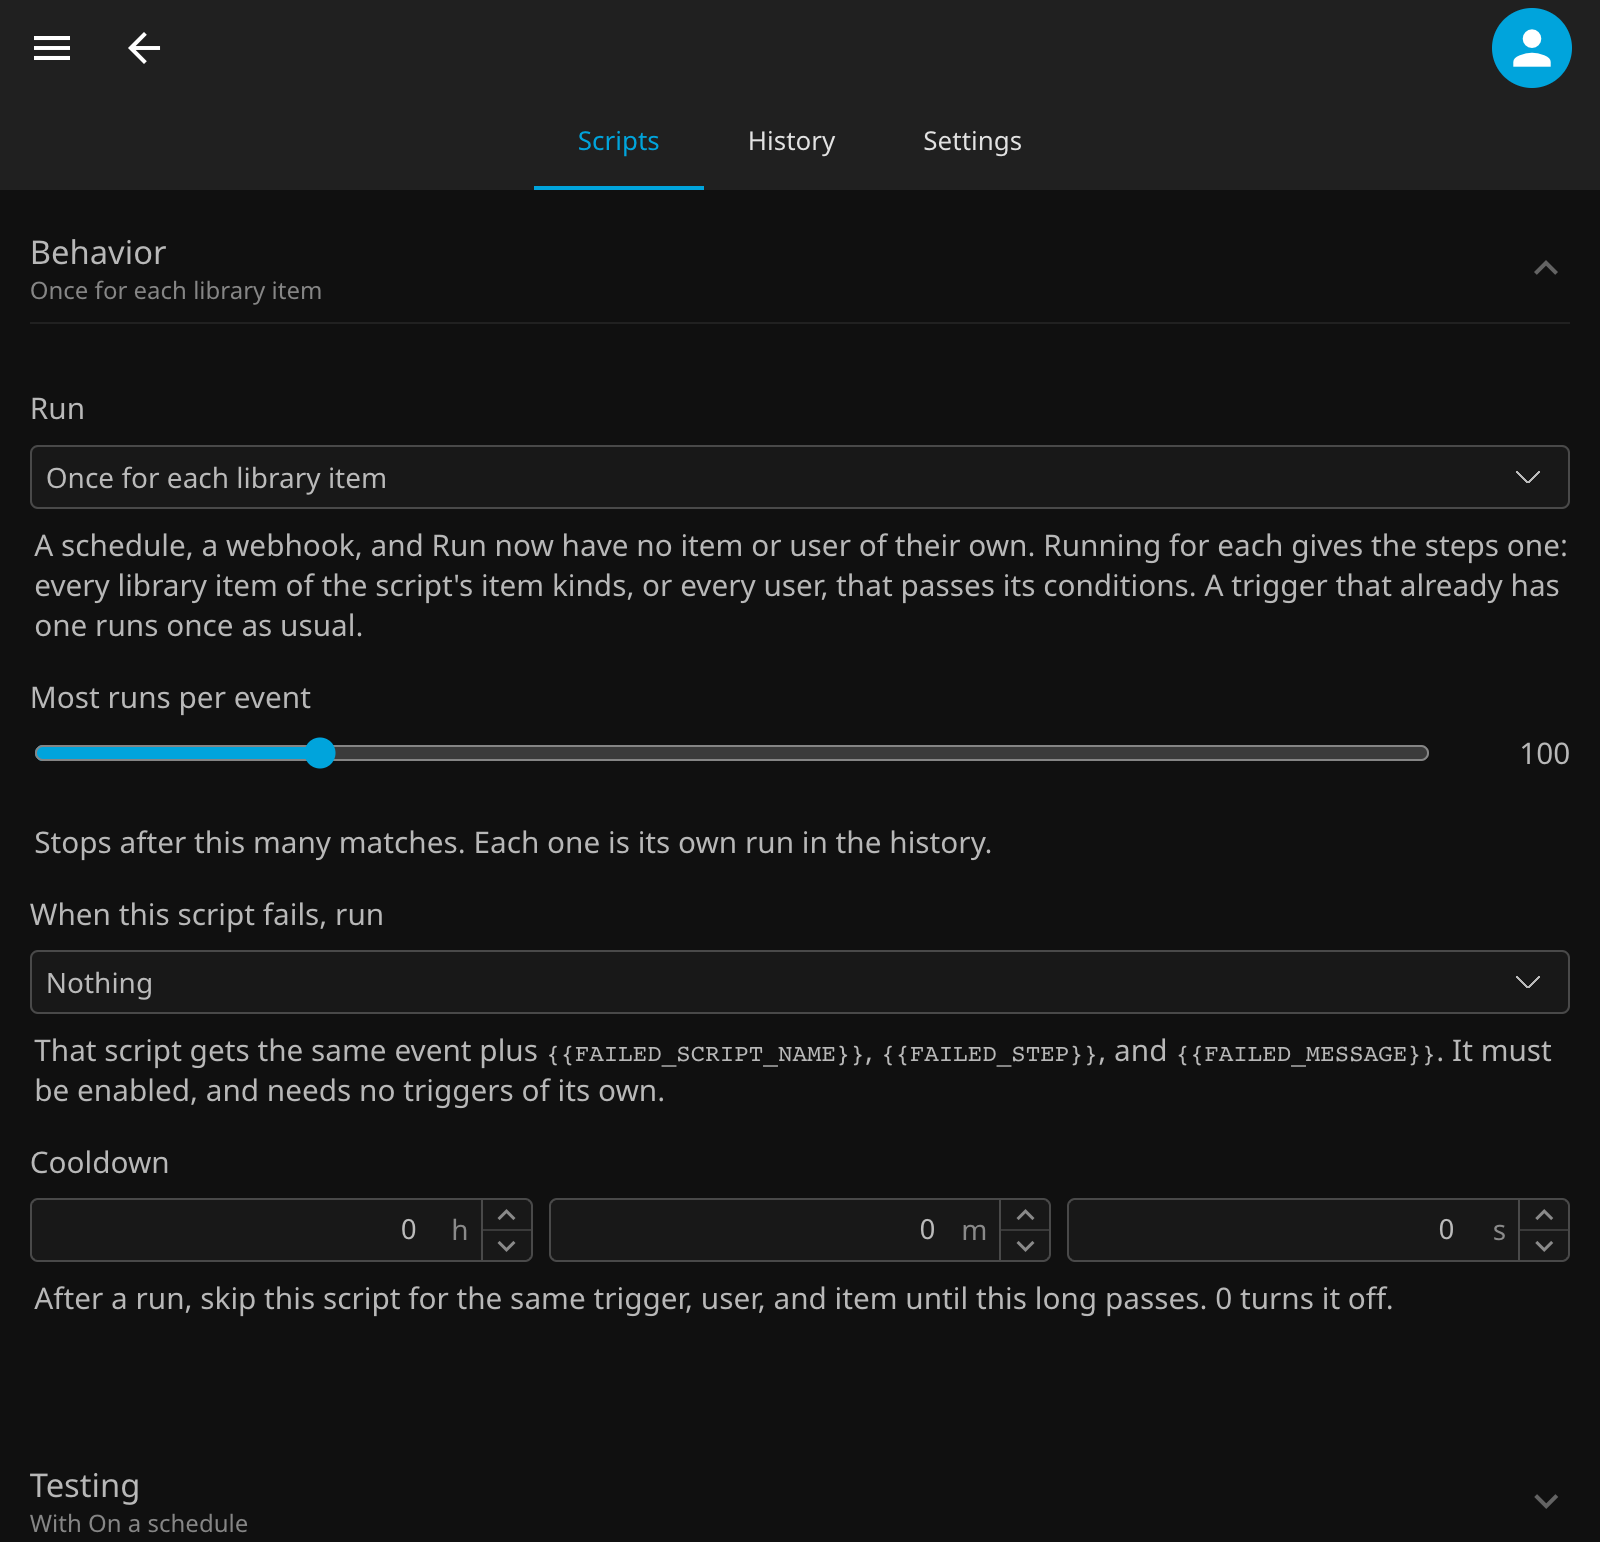 Scripts
History
Settings
Behavior
Once for each library item
Run
Once for each library item
A schedule, a webhook, and Run now have no item or user of their own. Running for each gives the steps one:
every library item of the script's item kinds, or every user, that passes its conditions. A trigger that already has
one runs once as usual.
Most runs per event
100
Stops after this many matches. Each one is its own run in the history.
When this script fails, run
Nothing
That script gets the same event plus {{FAILED_SCRIPT_NAME}}, {{FAILED_STEP}}, and {{FAILED_MESSAGE}}. It must
be enabled, and needs no triggers of its own.
Cooldown
0 h
0 m
0 s
After a run, skip this script for the same trigger, user, and item until this long passes. 0 turns it off.
Testing
With On a schedule